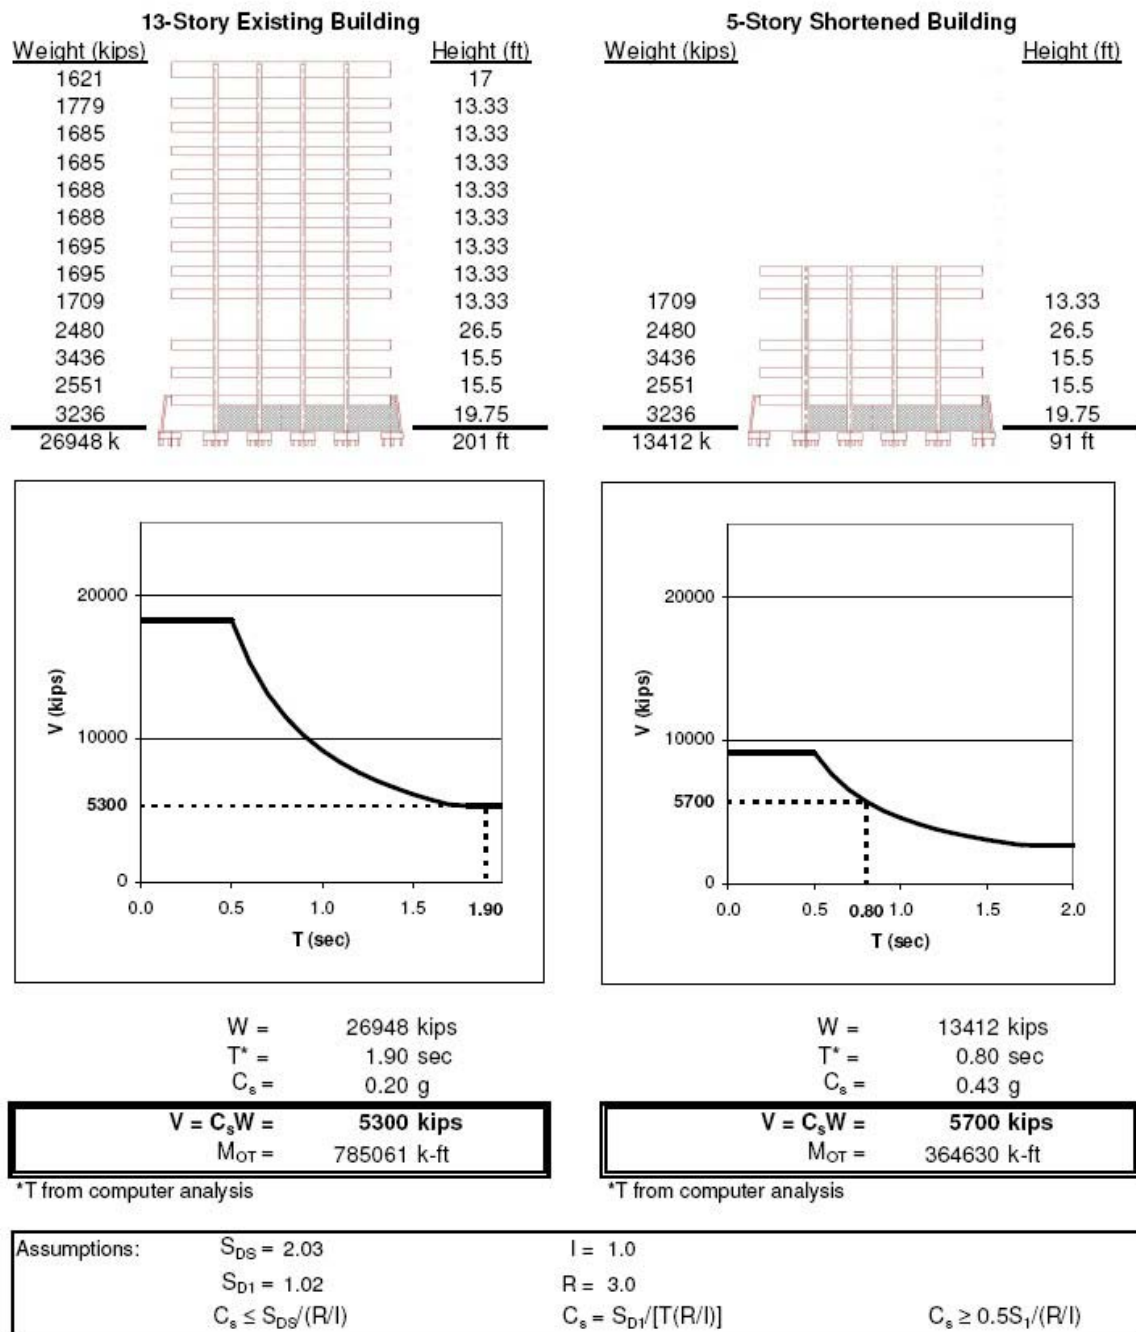 13-Story Existing Building
Weight (kips) Height (ft)
1621 17
1779 13.33
1685 13.33
1685 13.33
1688 13.33
1688 13.33
1695 13.33
1695 13.33
1709 13.33
2480 26.5
3436 15.5
2551 15.5
3236 19.75
26948 k 201 ft
5-Story Shortened Building
Weight (kips) Height (ft)
1709 13.33
2480 26.5
3436 15.5
2551 15.5
3236 19.75
13412 k 91 ft
V (kips)
20000
10000
5300
0
0.0 0.5 1.0 1.5 1.90
T (sec)
V (kips)
20000
10000
5700
0
0.0 0.5 0.80 1.0 1.5 2.0
T (sec)
W = 26948 kips
T* = 1.90 sec
Cₛ = 0.20 g
V = CₛW = 5300 kips
M_OT = 785061 k-ft
*T from computer analysis
W = 13412 kips
T* = 0.80 sec
Cₛ = 0.43 g
V = CₛW = 5700 kips
M_OT = 364630 k-ft
*T from computer analysis
Assumptions: S_DS = 2.03 I = 1.0
S_D1 = 1.02 R = 3.0
Cₛ ≤ S_DS/(R/I) Cₛ = S_D1/[T(R/I)] Cₛ ≥ 0.5S₁/(R/I)